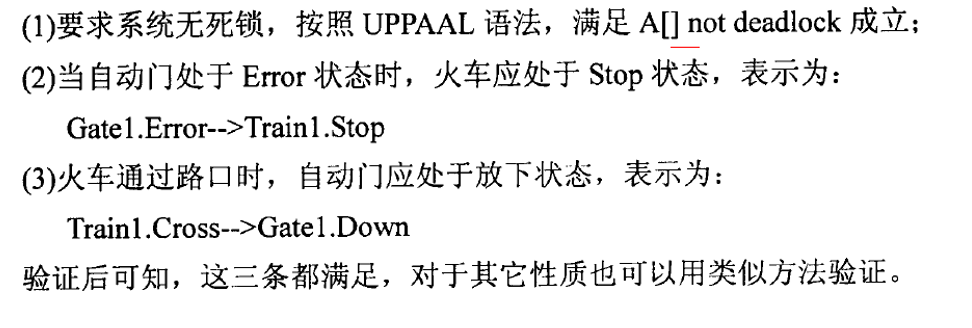 (1)要求系统无死锁，按照 UPPAAL 语法，满足 A[] not deadlock 成立；
(2)当自动门处于 Error 状态时，火车应处于 Stop 状态，表示为：
Gate1.Error-->Train1.Stop
(3)火车通过路口时，自动门应处于放下状态，表示为：
Train1.Cross-->Gate1.Down
验证后可知，这三条都满足，对于其它性质也可以用类似方法验证。